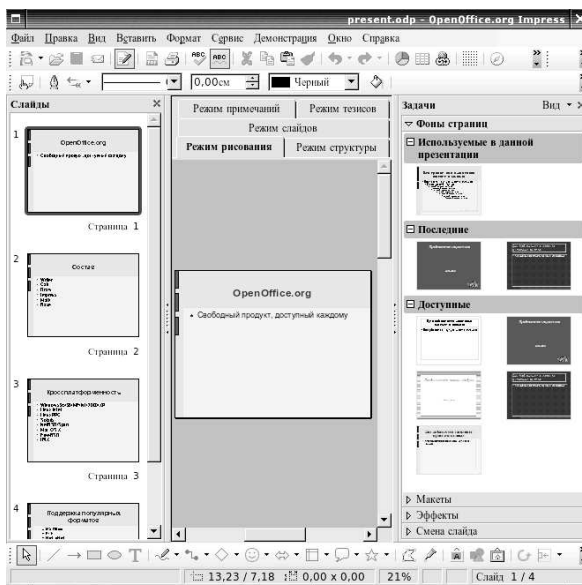 present.odp - OpenOffice.org Impress
Файл Правка Вид Вставить Формат Сервис Демонстрация Окно Справка
0,00см Черный
Слайды
1
OpenOffice.org
Свободный продукт, доступный каждому
Страница 1
2
Состав
Страница 2
3
Кроссплатформенность
Страница 3
4
Поддержка популярных
форматов
Режим примечаний Режим тезисов
Режим слайдов
Режим рисования Режим структуры
OpenOffice.org
• Свободный продукт, доступный каждому
Задачи Вид
Фоны страниц
Используемые в данной
презентации
Последние
Доступные
Макеты
Эффекты
Смена слайда
13,23 / 7,18 0,00 x 0,00 21% Слайд 1 / 4